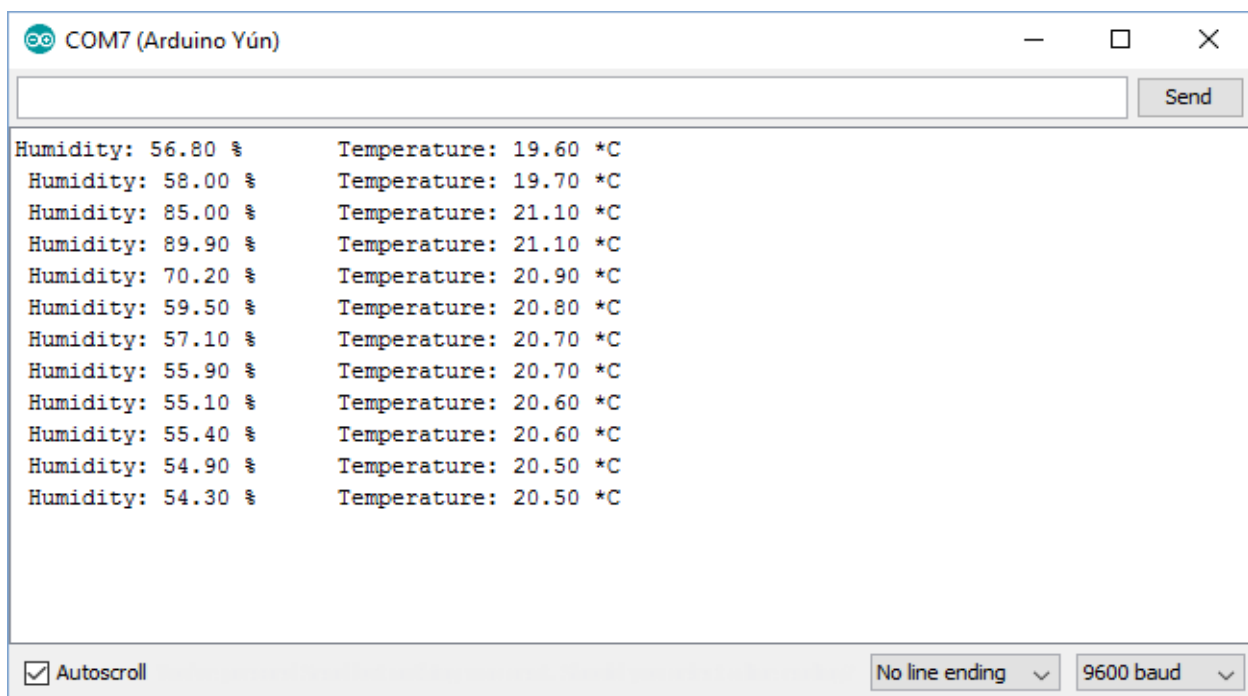 COM7 (Arduino Yún)
Send
Humidity: 56.80 %	Temperature: 19.60 *C
Humidity: 58.00 %	Temperature: 19.70 *C
Humidity: 85.00 %	Temperature: 21.10 *C
Humidity: 89.90 %	Temperature: 21.10 *C
Humidity: 70.20 %	Temperature: 20.90 *C
Humidity: 59.50 %	Temperature: 20.80 *C
Humidity: 57.10 %	Temperature: 20.70 *C
Humidity: 55.90 %	Temperature: 20.70 *C
Humidity: 55.10 %	Temperature: 20.60 *C
Humidity: 55.40 %	Temperature: 20.60 *C
Humidity: 54.90 %	Temperature: 20.50 *C
Humidity: 54.30 %	Temperature: 20.50 *C
Autoscroll	No line ending	9600 baud